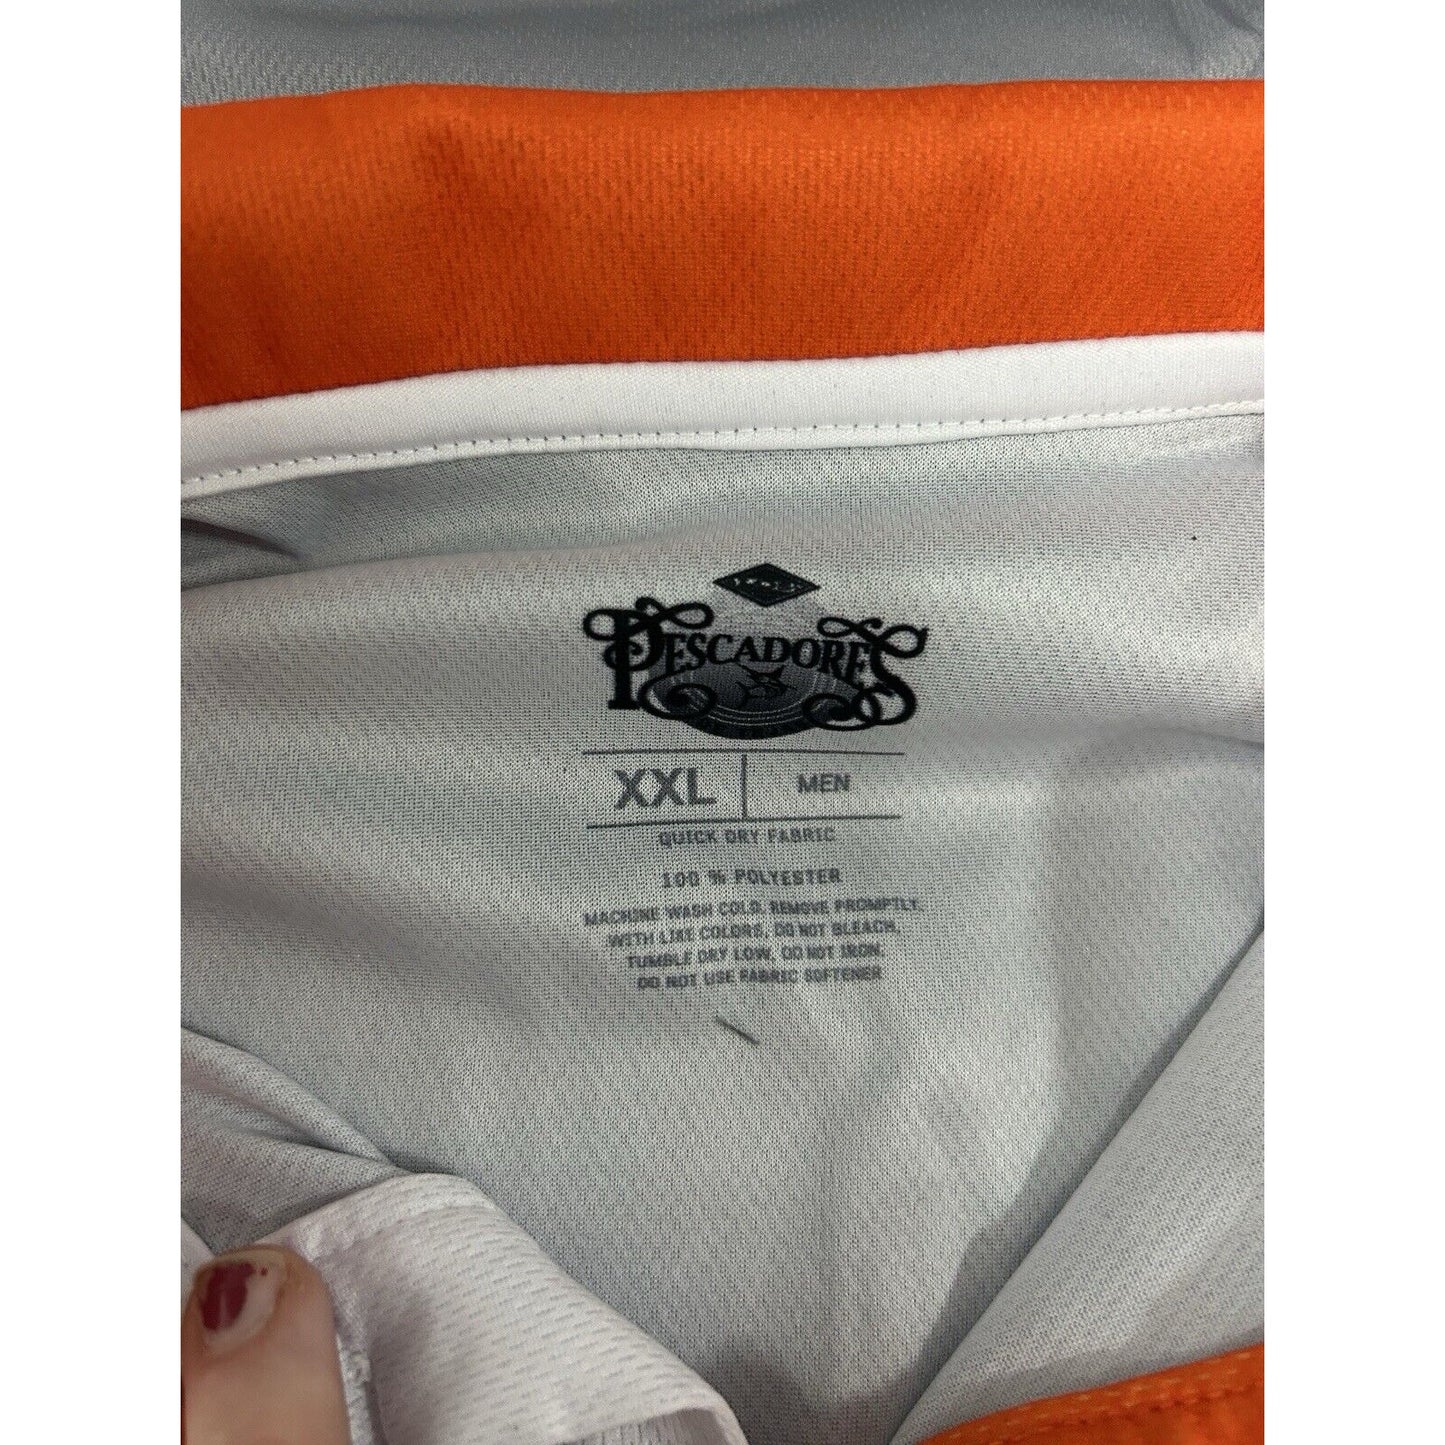 PESCADORES
XXL MEN
QUICK DRY FABRIC
100 % POLYESTER
MACHINE WASH COLD. REMOVE PROMPTLY.
WITH LIKE COLORS. DO NOT BLEACH.
TUMBLE DRY LOW. DO NOT IRON.
DO NOT USE FABRIC SOFTENER